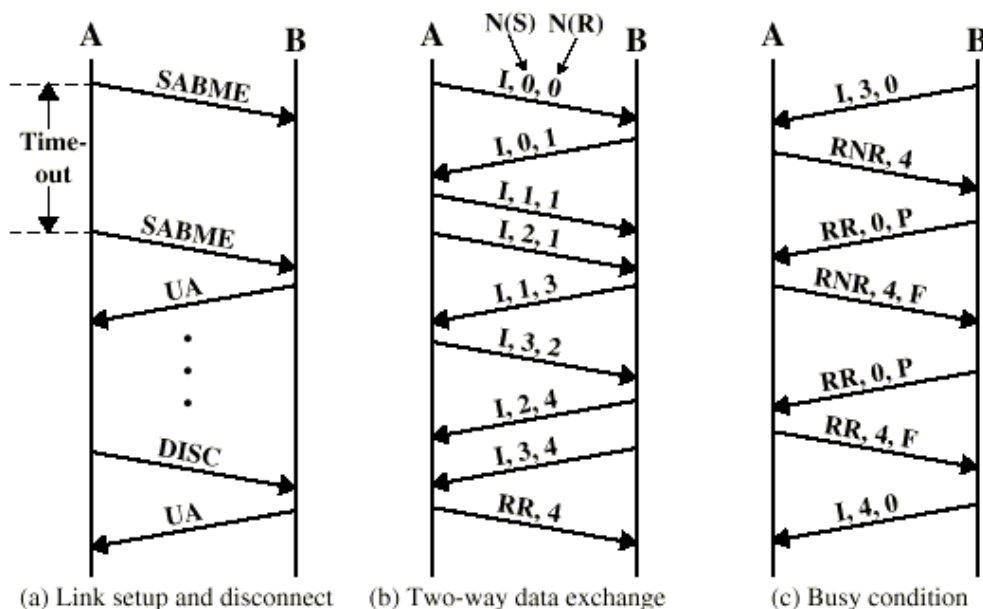 N(S) N(R)
A B
SABME
Time-
out
SABME
UA
DISC
UA
(a) Link setup and disconnect
A B
I, 0, 0
I, 0, 1
I, 1, 1
I, 2, 1
I, 1, 3
I, 3, 2
I, 2, 4
I, 3, 4
RR, 4
(b) Two-way data exchange
A B
I, 3, 0
RNR, 4
RR, 0, P
RNR, 4, F
RR, 0, P
RR, 4, F
I, 4, 0
(c) Busy condition